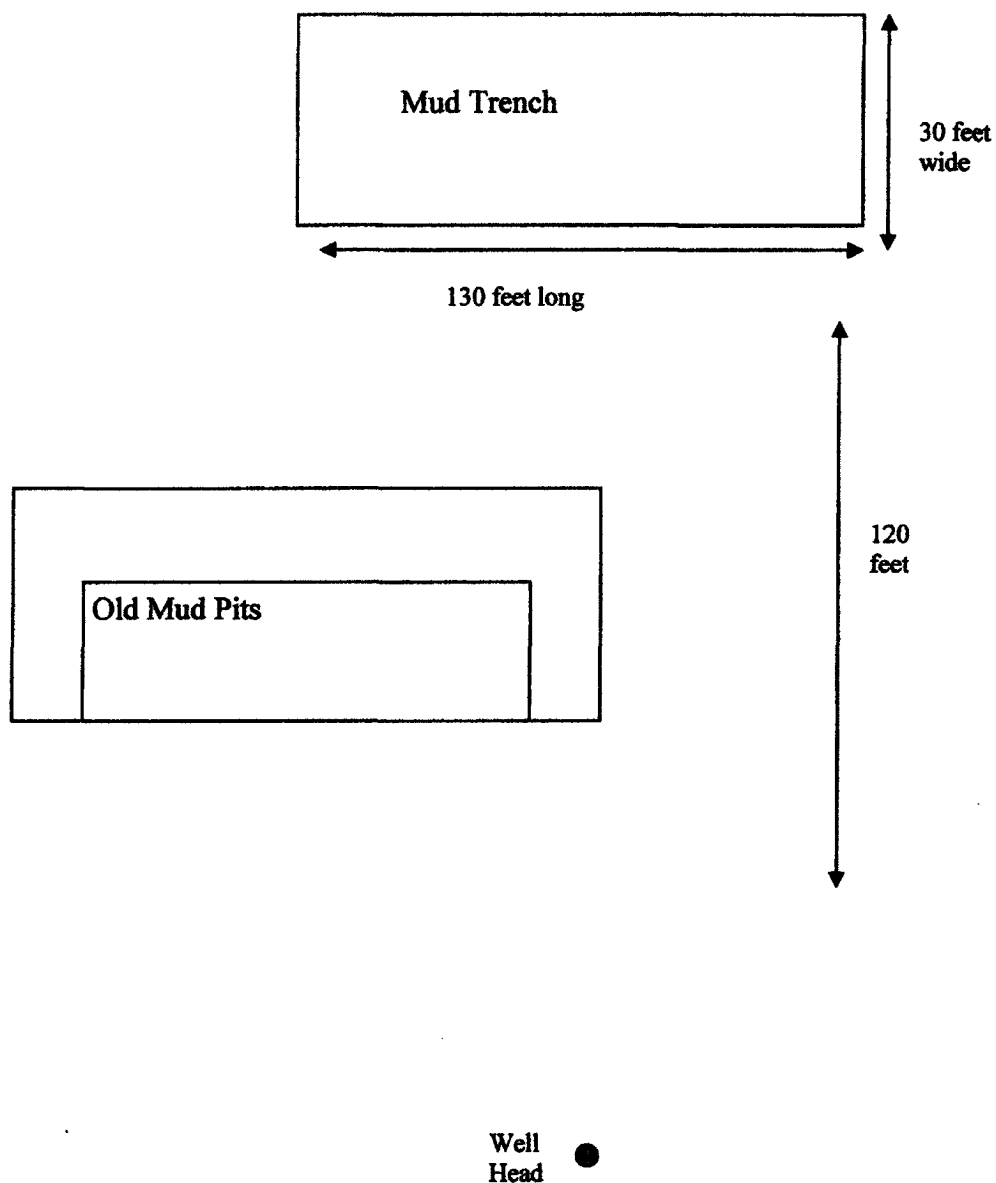 Mud Trench
30 feet
wide
130 feet long
120
feet
Old Mud Pits
Well
Head